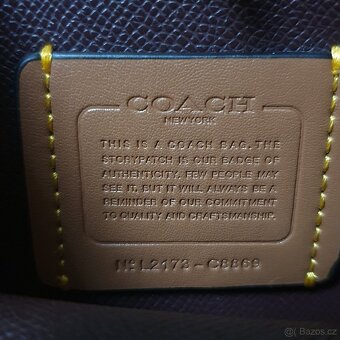 COACH
NEW YORK
THIS IS A COACH BAG. THE
STORYPATCH IS OUR BADGE OF
AUTHENTICITY. FEW PEOPLE MAY
SEE IT, BUT IT WILL ALWAYS BE A
REMINDER OF OUR COMMITMENT
TO QUALITY AND CRAFTSMANSHIP.
Nº L2173-C8869
Bazoš.cz